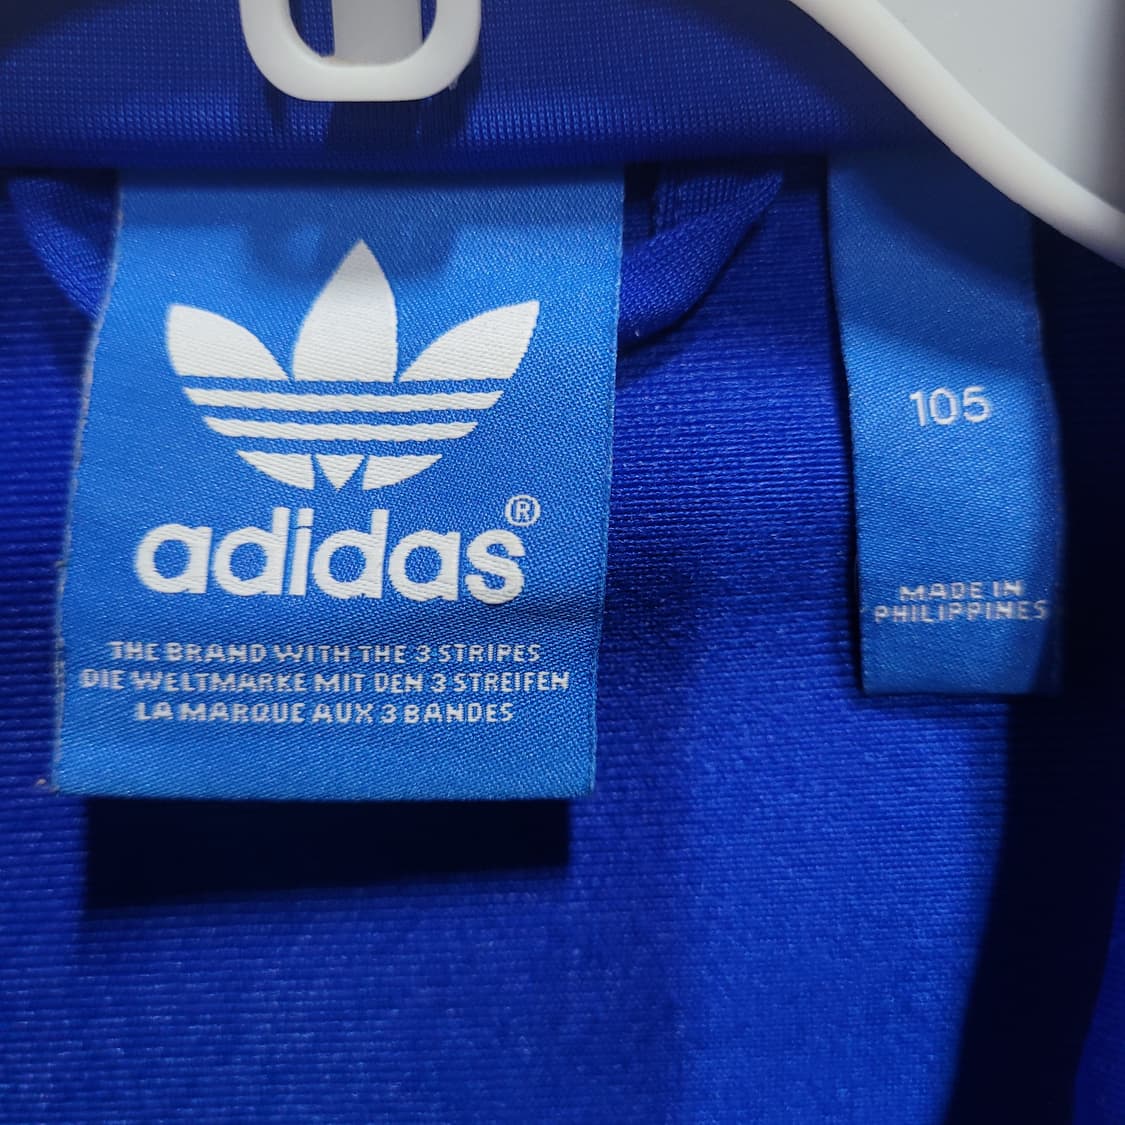 adidas®
THE BRAND WITH THE 3 STRIPES
DIE WELTMARKE MIT DEN 3 STREIFEN
LA MARQUE AUX 3 BANDES
105
MADE IN
PHILIPPINES